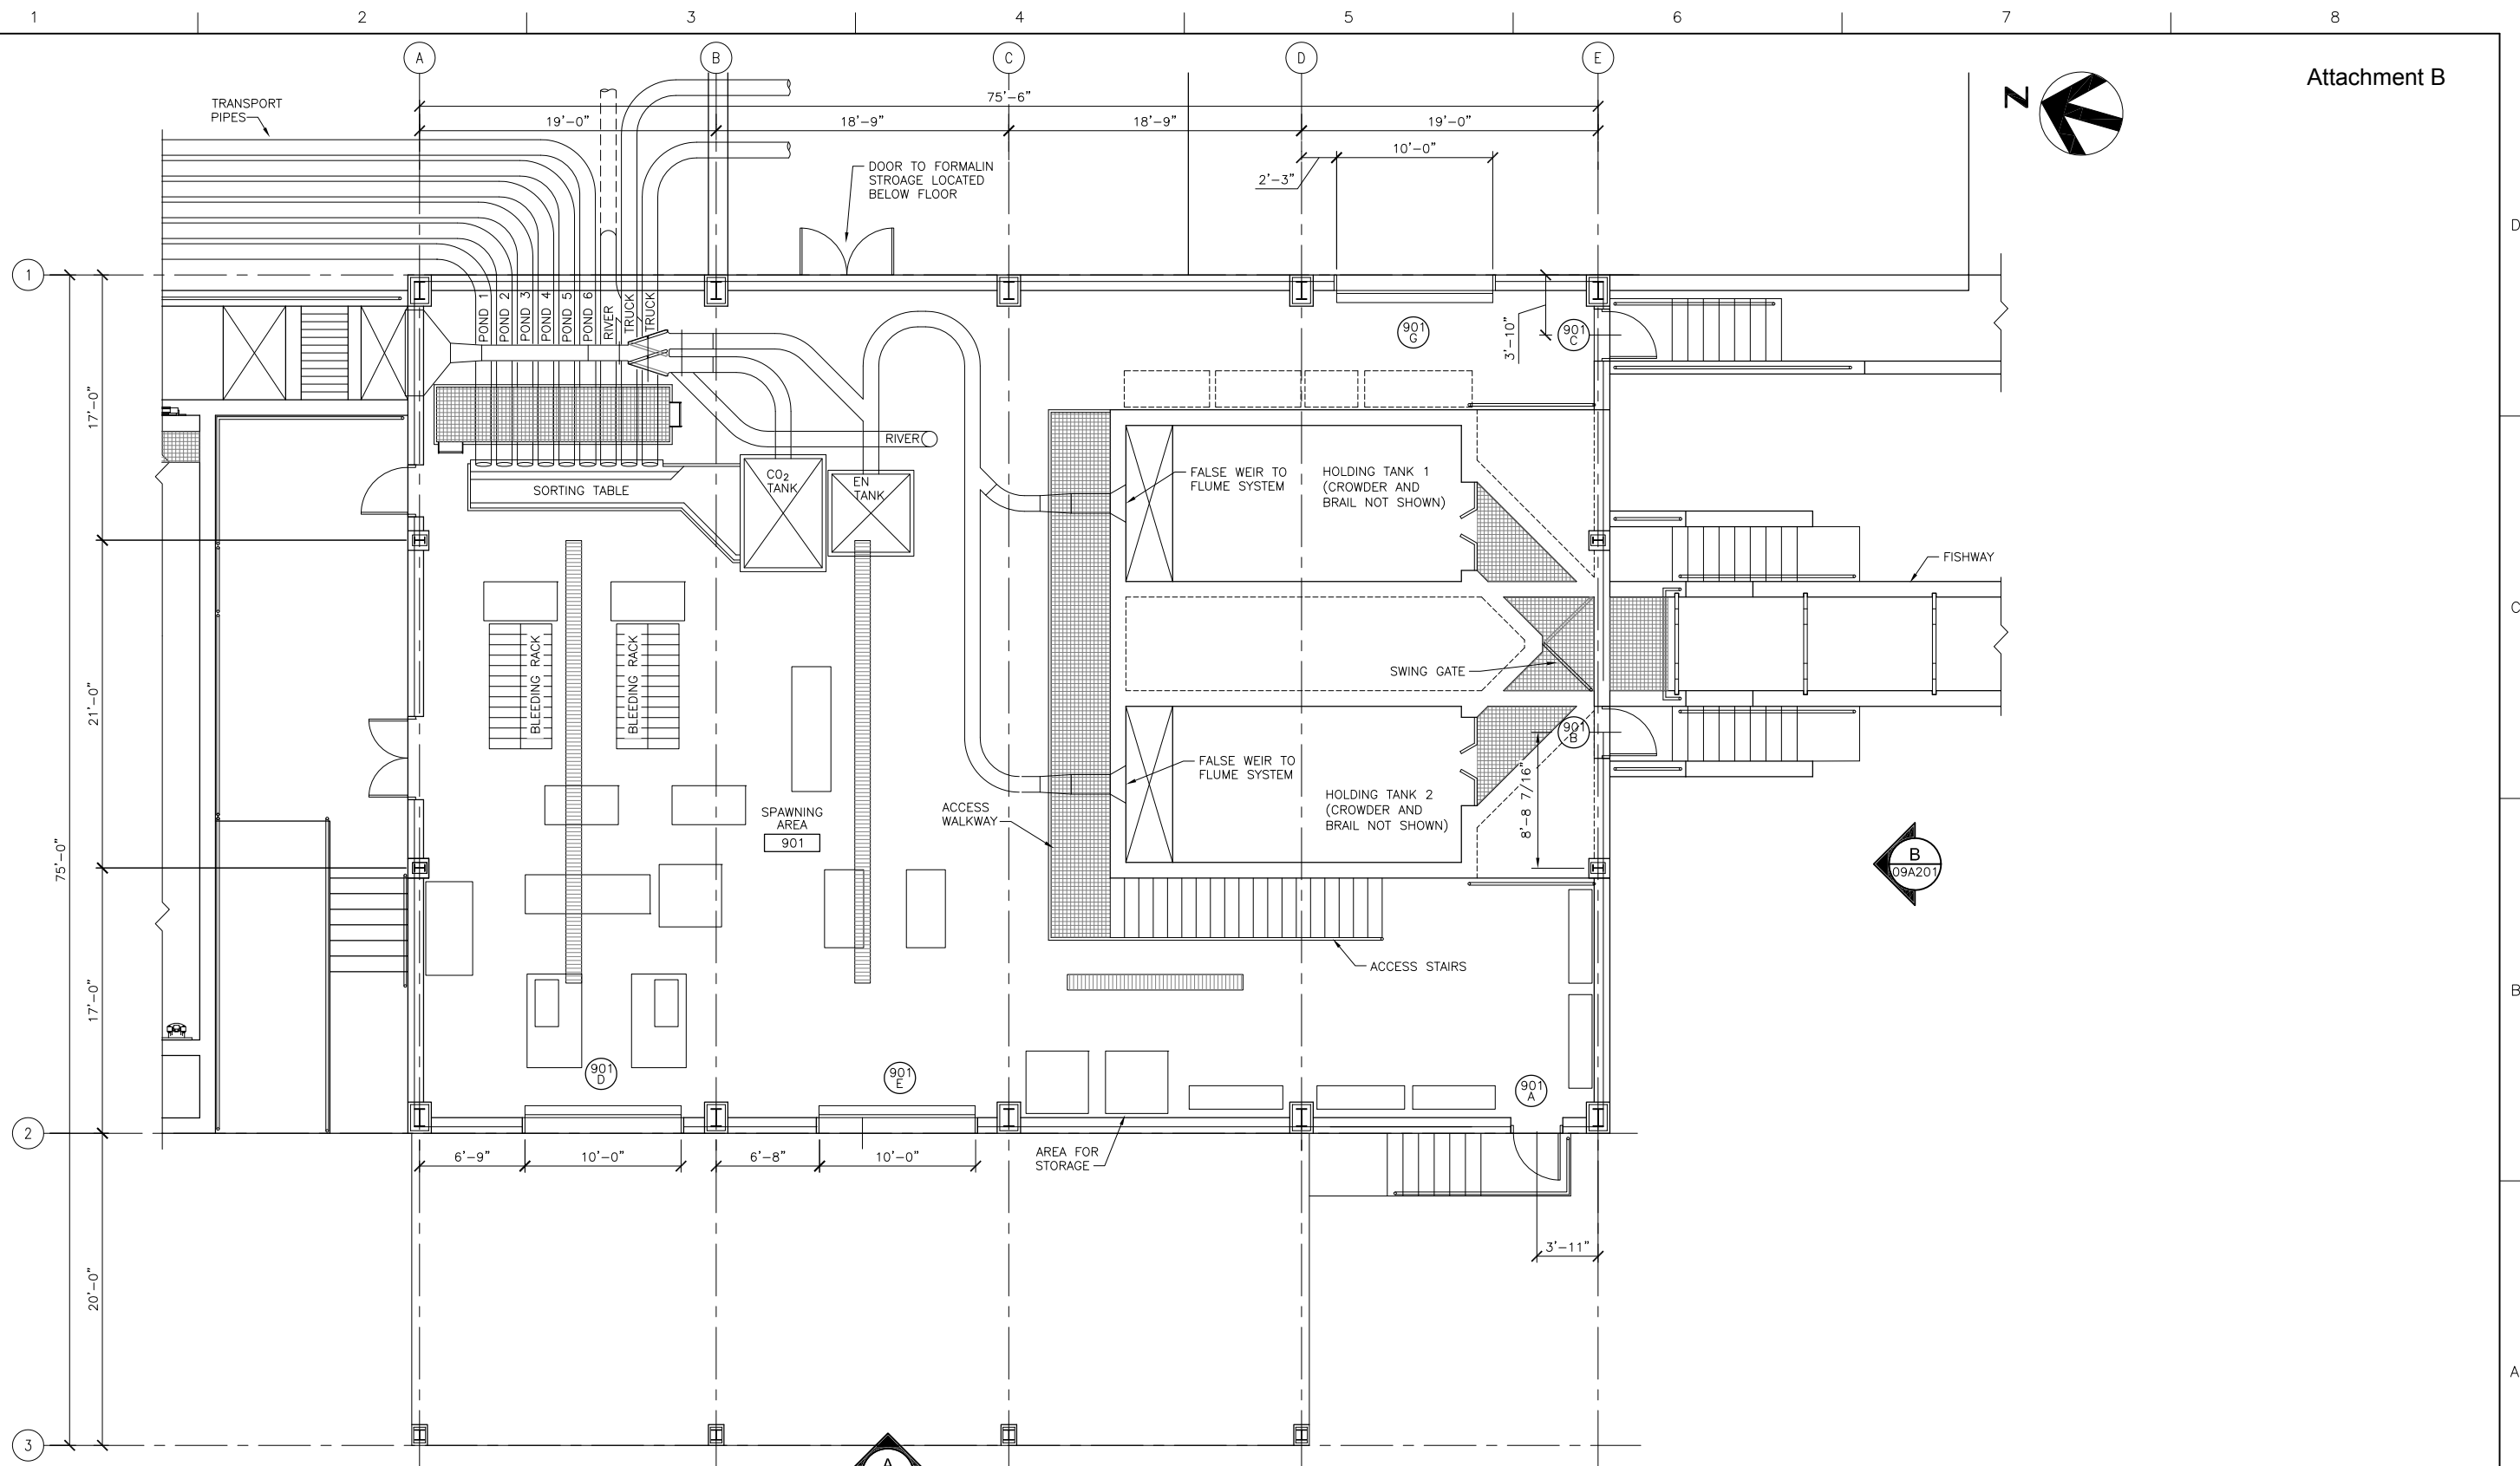 1 2 3 4 5 6 7 8
A B C D E
Attachment B
N
75'-6"
19'-0" 18'-9" 18'-9" 19'-0"
TRANSPORT
PIPES
DOOR TO FORMALIN
STROAGE LOCATED
BELOW FLOOR
2'-3"
10'-0"
D
1
POND 1
POND 2
POND 3
POND 4
POND 5
POND 6
RIVER
TRUCK
TRUCK
901
G
3'-10"
901
C
17'-0"
RIVER
CO2
TANK
EN
TANK
SORTING TABLE
FALSE WEIR TO
FLUME SYSTEM
HOLDING TANK 1
(CROWDER AND
BRAIL NOT SHOWN)
FISHWAY
C
BLEEDING RACK
BLEEDING RACK
SWING GATE
21'-0"
901
B
FALSE WEIR TO
FLUME SYSTEM
HOLDING TANK 2
(CROWDER AND
BRAIL NOT SHOWN)
8'-8 7/16"
SPAWNING
AREA
901
ACCESS
WALKWAY
75'-0"
B
09A201
ACCESS STAIRS
17'-0"
B
901
D
901
E
901
A
2
6'-9" 10'-0" 6'-8" 10'-0"
AREA FOR
STORAGE
3'-11"
20'-0"
A
3
A